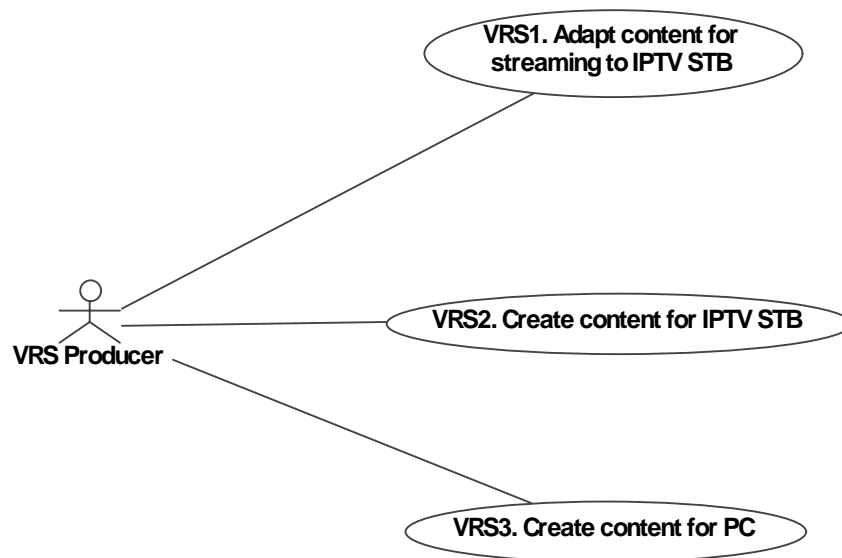 VRS1. Adapt content for
streaming to IPTV STB
VRS2. Create content for IPTV STB
VRS Producer
VRS3. Create content for PC